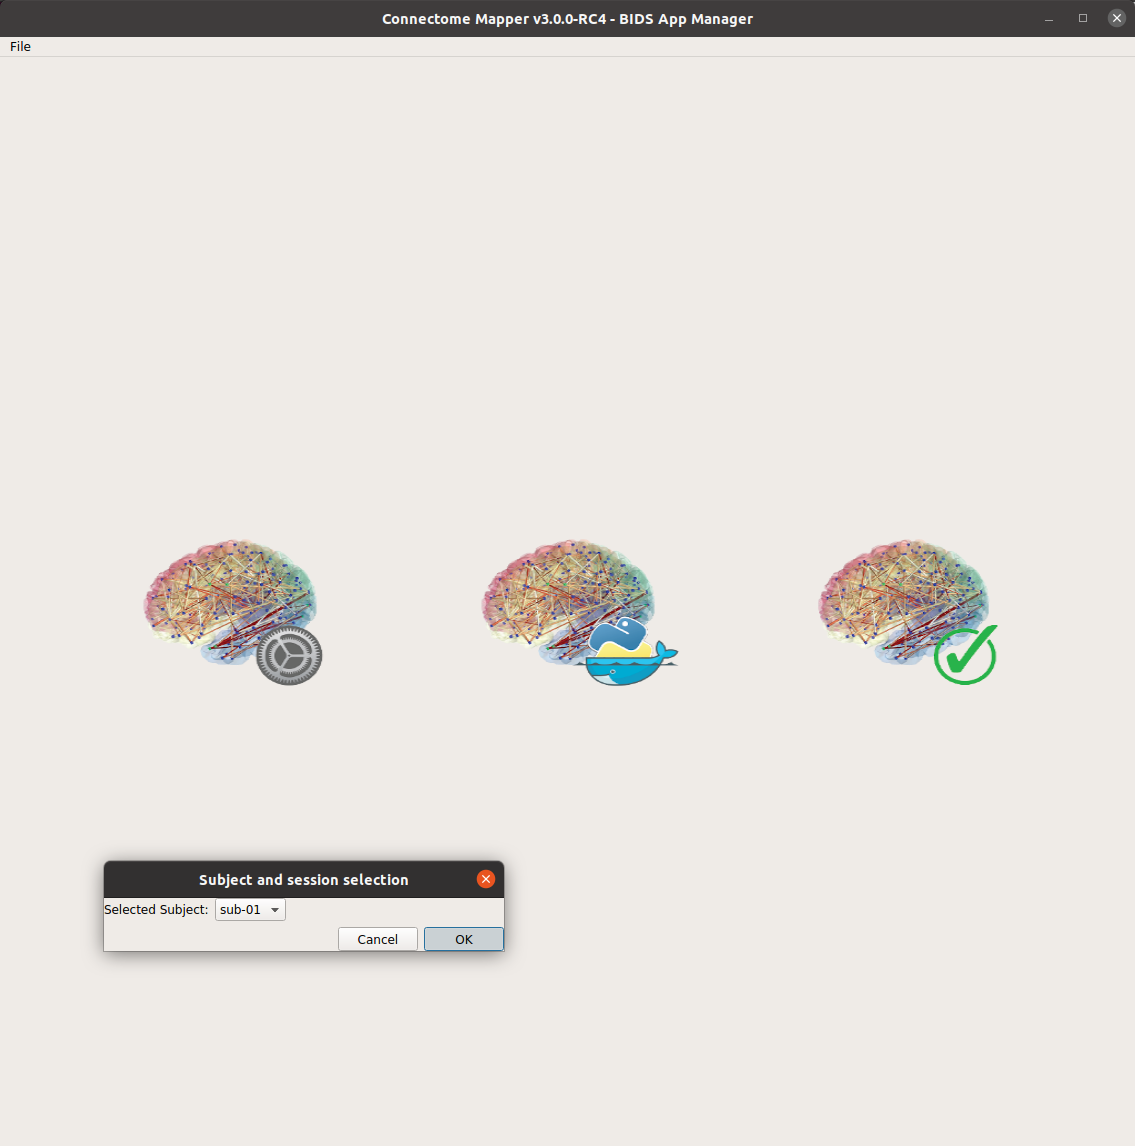 Connectome Mapper v3.0.0-RC4 - BIDS App Manager
File
Subject and session selection
Selected Subject: sub-01
Cancel OK